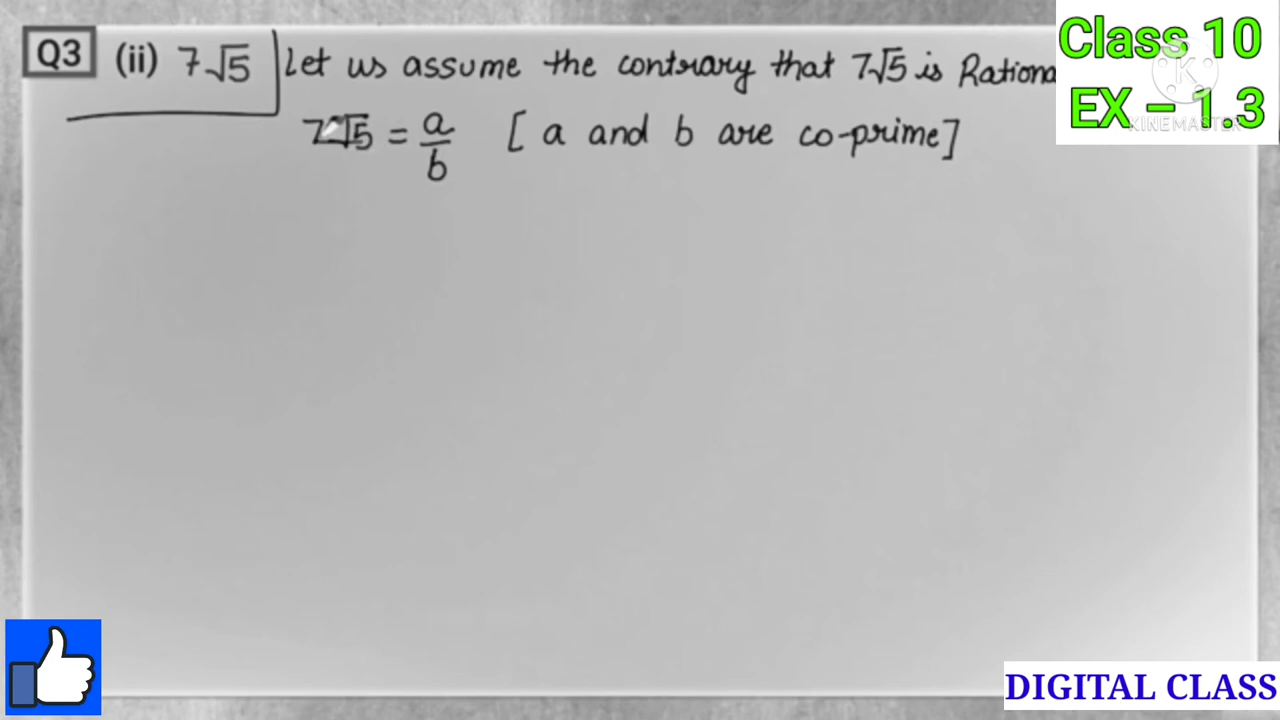 Q3 (ii) 7√5 Let us assume the contrary that 7√5 is Rationa
7√5 = a/b [ a and b are co-prime]
Class 10
EX – 1.3
KINEMASTER
DIGITAL CLASS